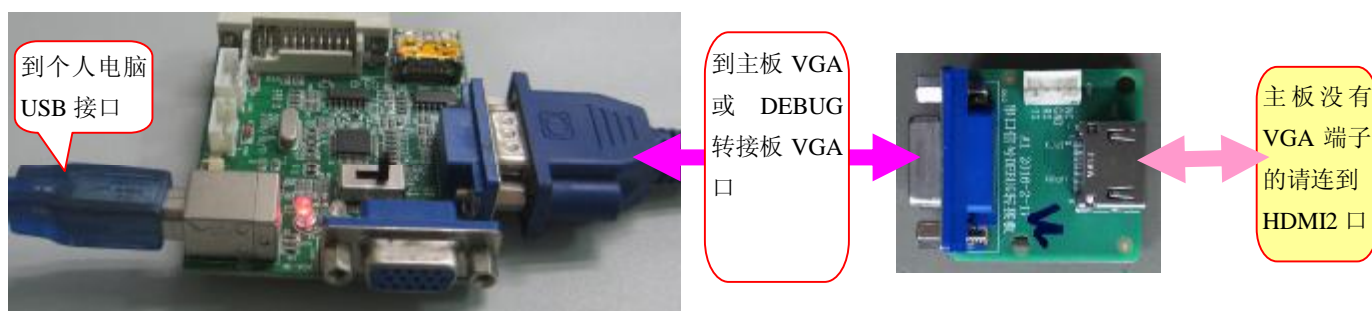 到个人电脑
USB 接口
到主板 VGA
或 DEBUG
转接板 VGA
口
主板没有
VGA 端子
的请连到
HDMI2 口